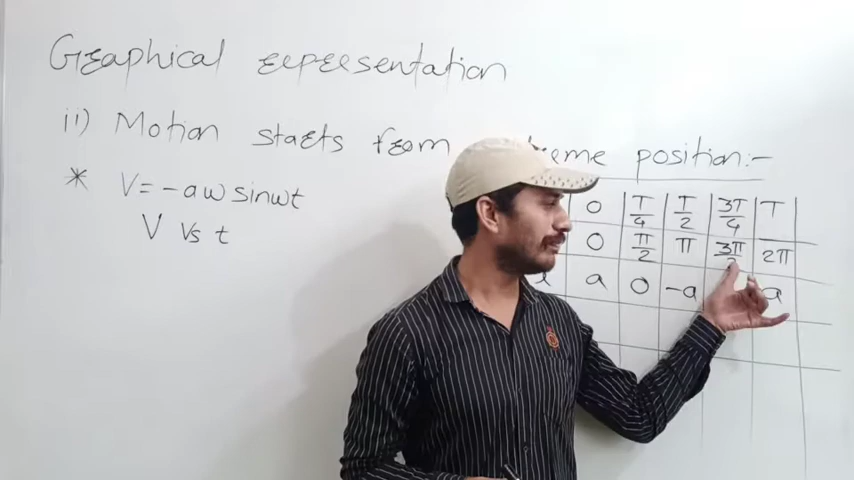 Graphical representation
ii) Motion starts from eme position:-
* V = -aω sinωt
V vs t
0 T/4 T/2 3T/4 T
0 π/2 π 3π/2 2π
a 0 -a a